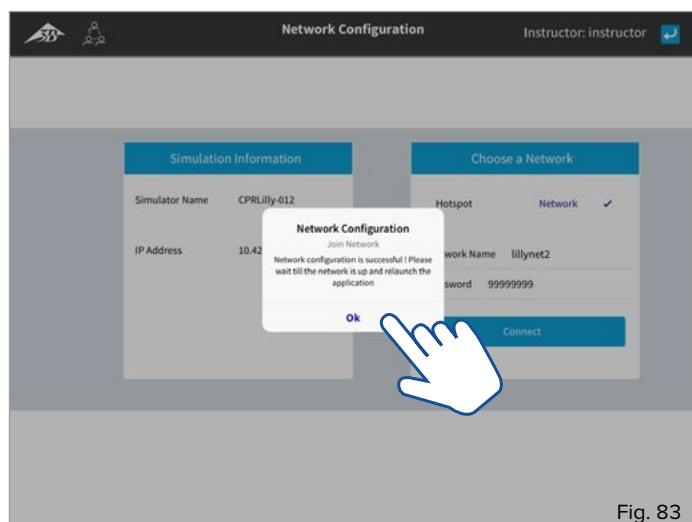 3B
Network Configuration
Instructor: instructor
Simulation Information
Simulator Name CPRLilly-012
IP Address 10.42
Choose a Network
Hotspot Network ✓
work Name lillynet2
sword 99999999
Connect
Network Configuration
Join Network
Network configuration is successful ! Please
wait till the network is up and relaunch the
application
Ok
Fig. 83